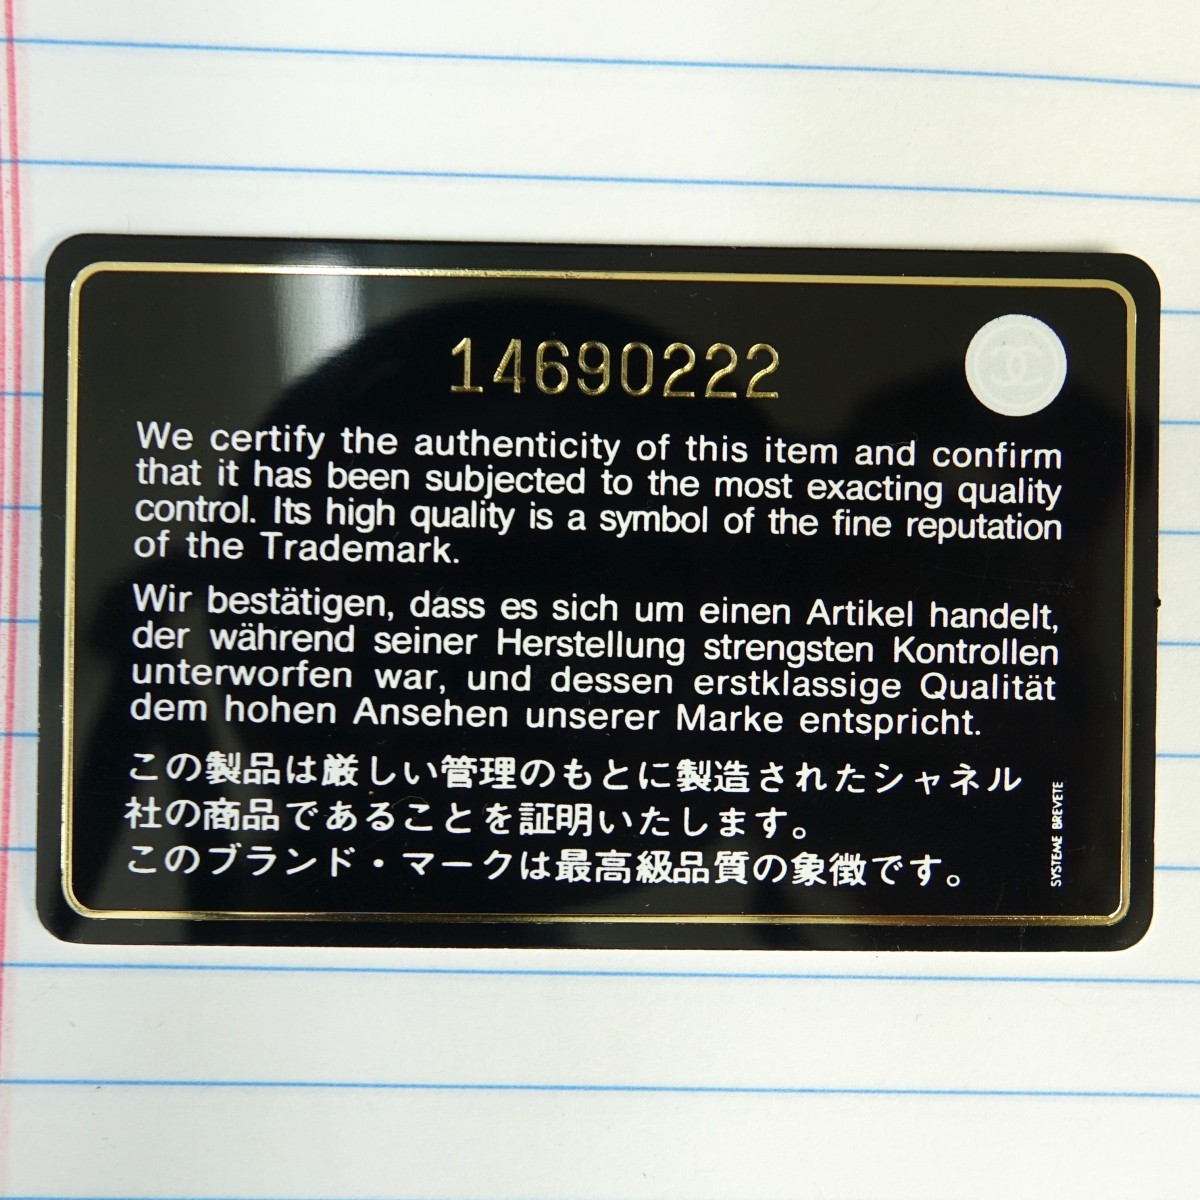 14690222
We certify the authenticity of this item and confirm
that it has been subjected to the most exacting quality
control. Its high quality is a symbol of the fine reputation
of the Trademark.
Wir bestätigen, dass es sich um einen Artikel handelt,
der während seiner Herstellung strengsten Kontrollen
unterworfen war, und dessen erstklassige Qualität
dem hohen Ansehen unserer Marke entspricht.
この製品は厳しい管理のもとに製造されたシャネル
社の商品であることを証明いたします。
このブランド・マークは最高級品質の象徴です。
SYSTEME BREVETE